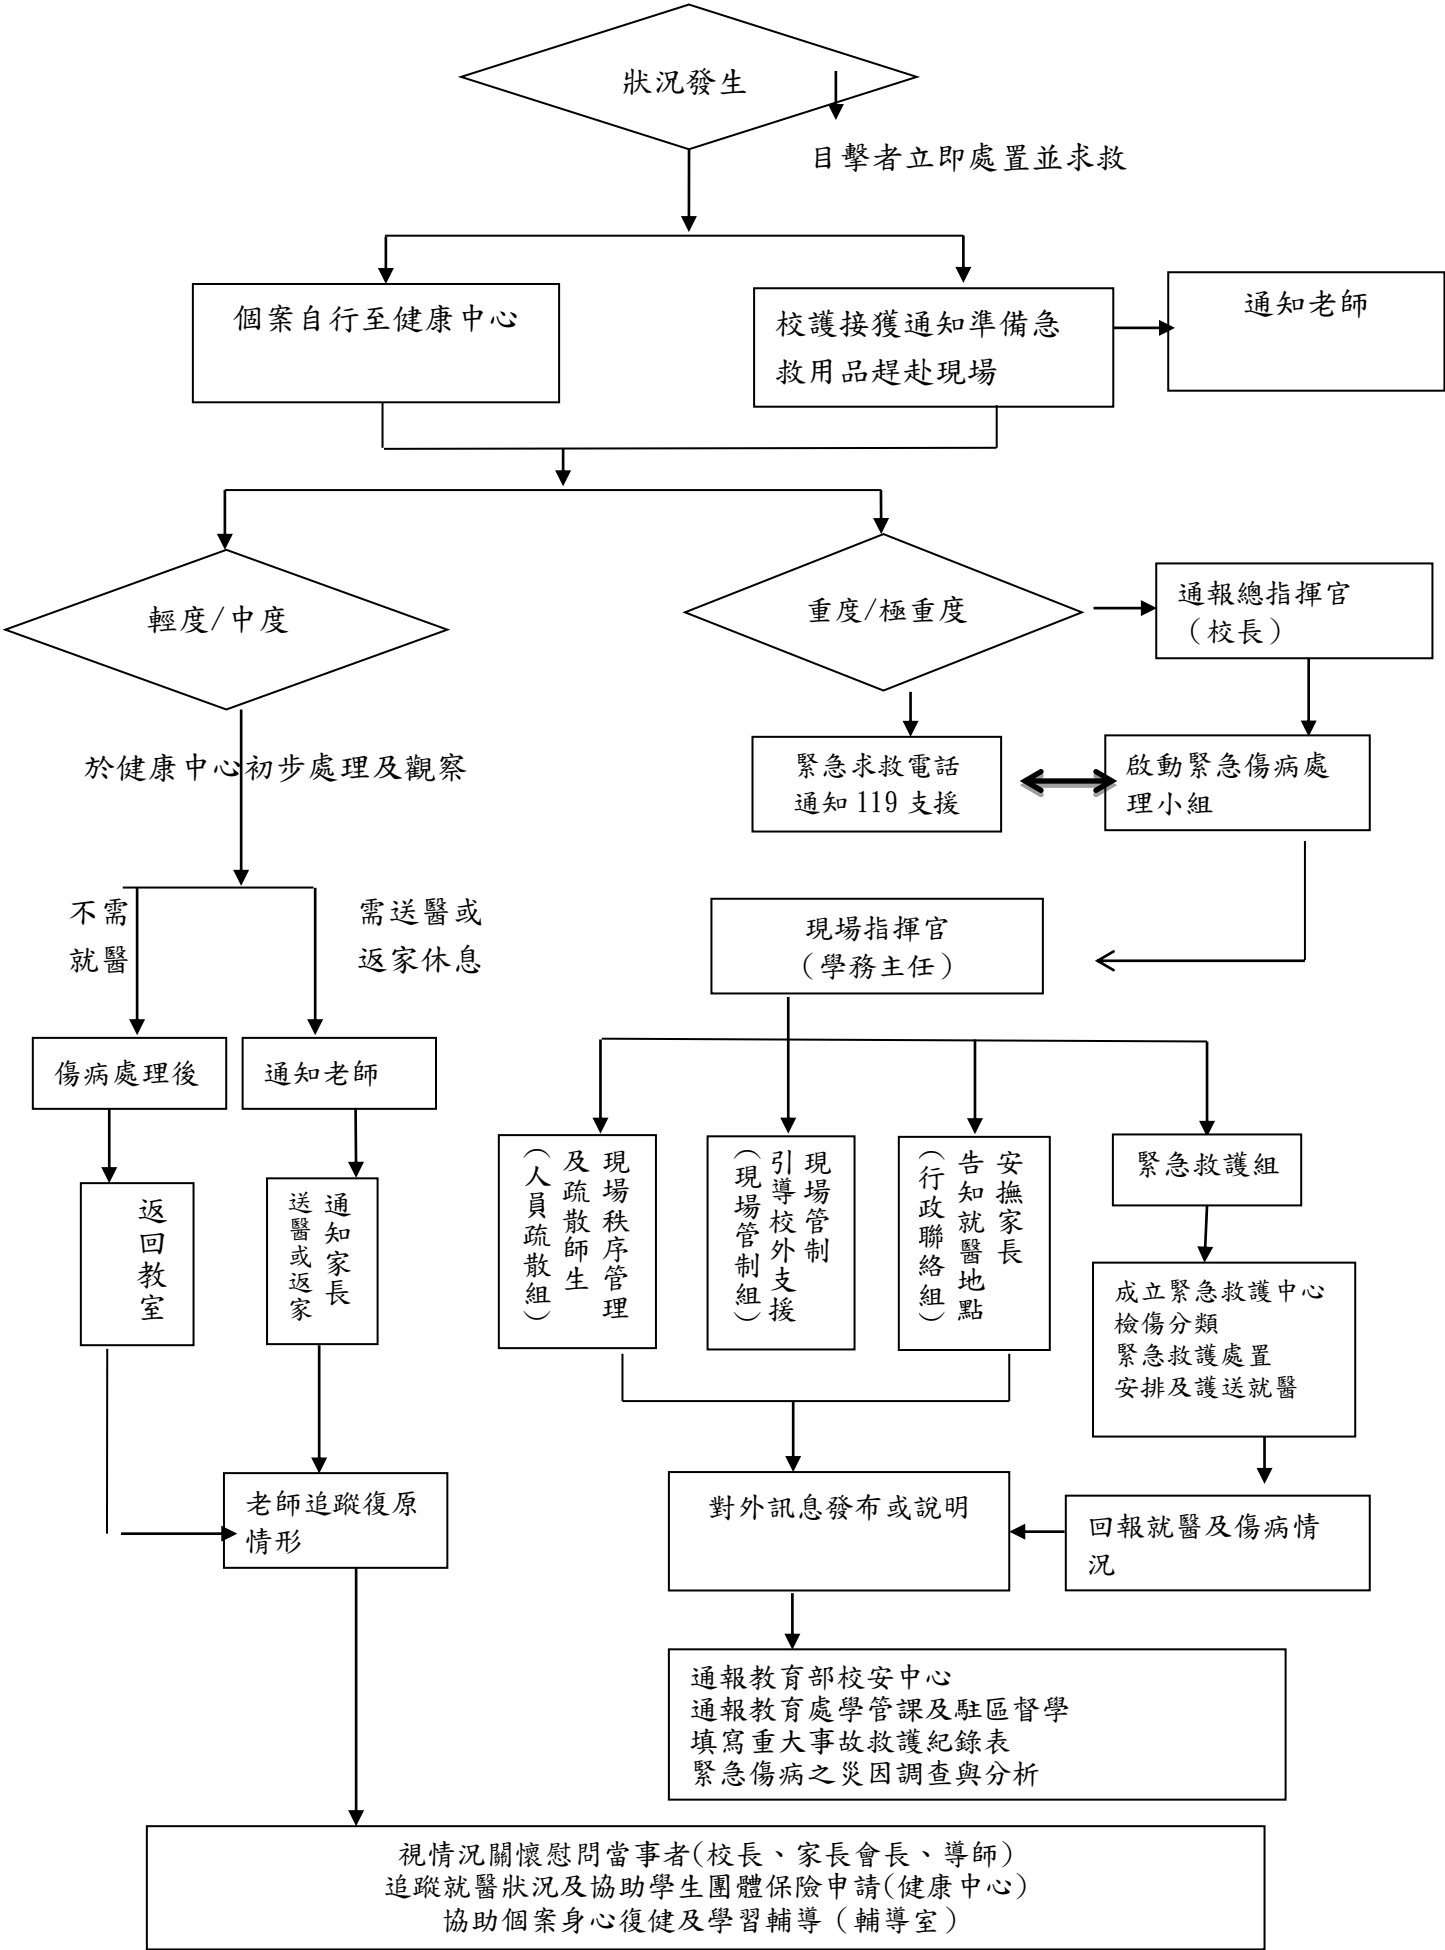 狀況發生
目擊者立即處置並求救
個案自行至健康中心
校護接獲通知準備急
救用品趕赴現場
通知老師
輕度/中度
重度/極重度
通報總指揮官
（校長）
於健康中心初步處理及觀察
緊急求救電話
通知 119 支援
啟動緊急傷病處
理小組
不需
就醫
需送醫或
返家休息
現場指揮官
（學務主任）
傷病處理後
通知老師
返回教室
通知家長
送醫或返家
現場秩序管理
及疏散師生
（人員疏散組）
現場管制
引導校外支援
（現場管制組）
安撫家長
告知就醫地點
（行政聯絡組）
緊急救護組
成立緊急救護中心
檢傷分類
緊急救護處置
安排及護送就醫
老師追蹤復原
情形
對外訊息發布或說明
回報就醫及傷病情
況
通報教育部校安中心
通報教育處學管課及駐區督學
填寫重大事故救護紀錄表
緊急傷病之災因調查與分析
視情況關懷慰問當事者(校長、家長會長、導師)
追蹤就醫狀況及協助學生團體保險申請(健康中心)
協助個案身心復健及學習輔導（輔導室）